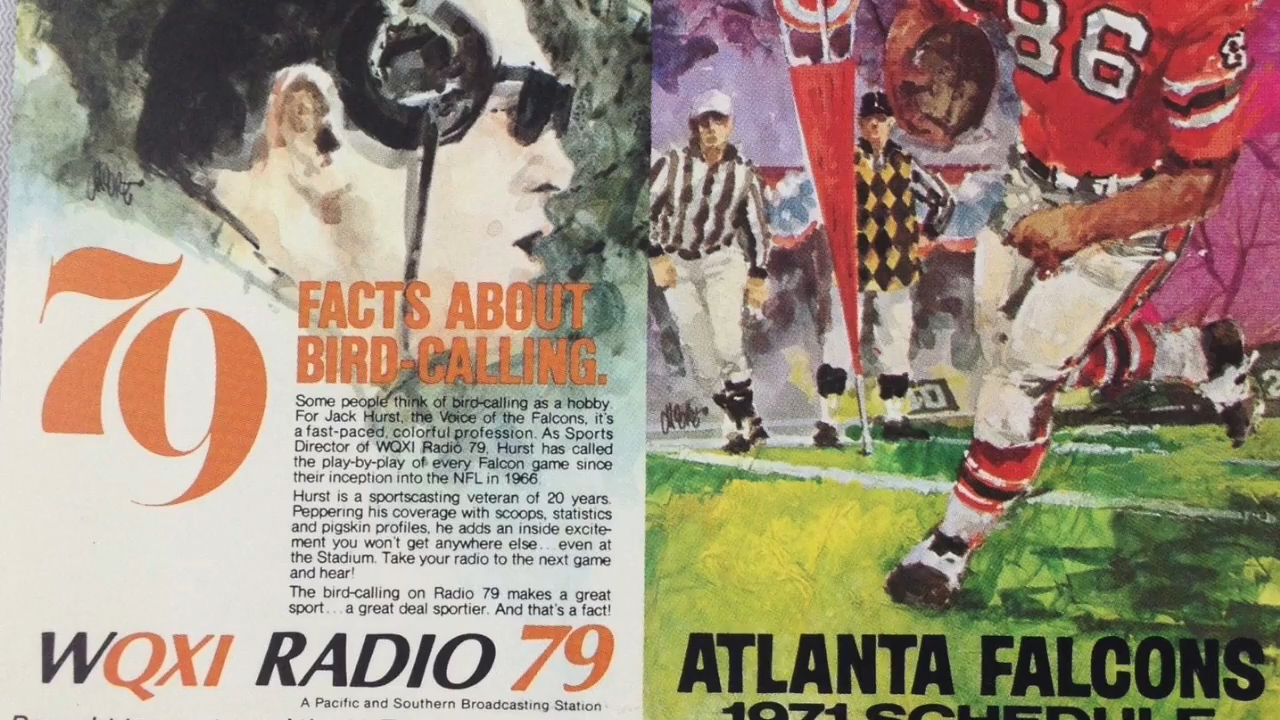 79
FACTS ABOUT
BIRD-CALLING.
Some people think of bird-calling as a hobby.
For Jack Hurst, the Voice of the Falcons, it's
a fast-paced, colorful profession. As Sports
Director of WQXI Radio 79, Hurst has called
the play-by-play of every Falcon game since
their inception into the NFL in 1966.
Hurst is a sportscasting veteran of 20 years.
Peppering his coverage with scoops, statistics
and pigskin profiles, he adds an inside excite-
ment you won't get anywhere else...even at
the Stadium. Take your radio to the next game
and hear!
The bird-calling on Radio 79 makes a great
sport...a great deal sportier. And that's a fact!
WQXI RADIO 79
A Pacific and Southern Broadcasting Station
86
8
ATLANTA FALCONS
1971 SCHEDULE